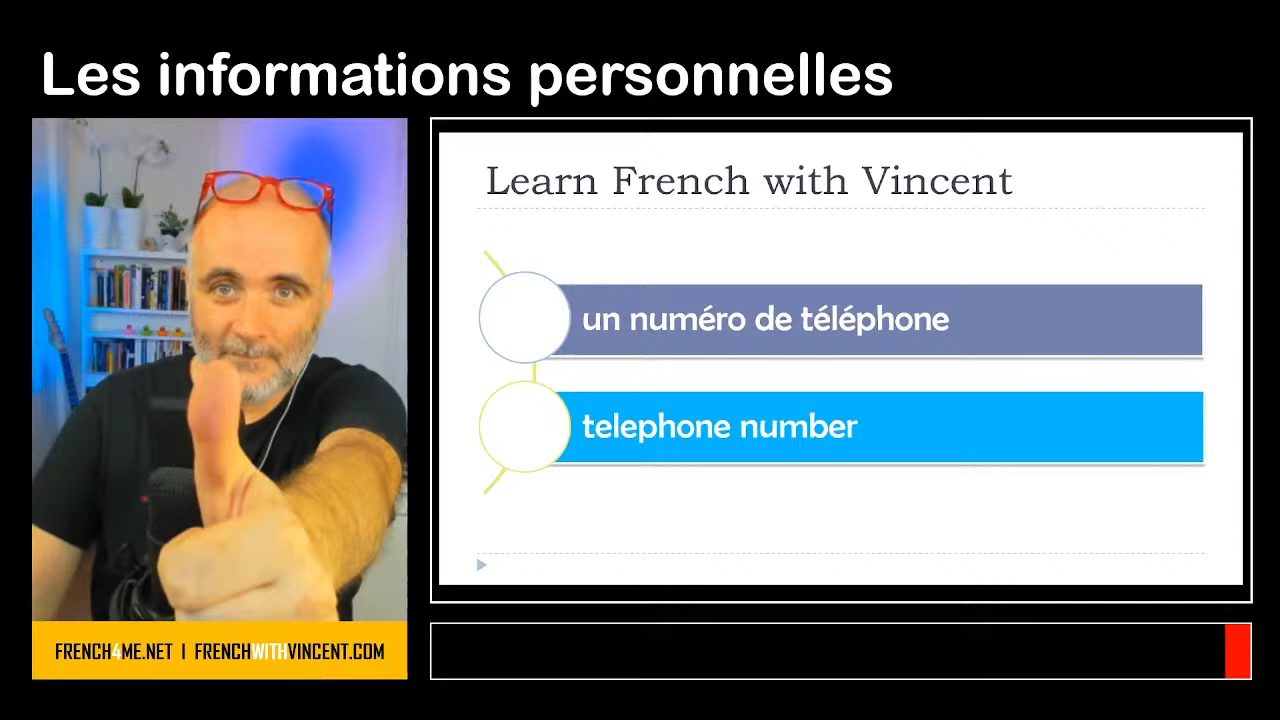 Les informations personnelles
Learn French with Vincent
un numéro de téléphone
telephone number
FRENCH4ME.NET I FRENCHWITHVINCENT.COM